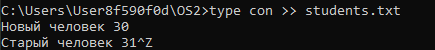 C:\Users\User8f590f0d\OS2>type con >> students.txt
Новый человек 30
Старый человек 31^Z